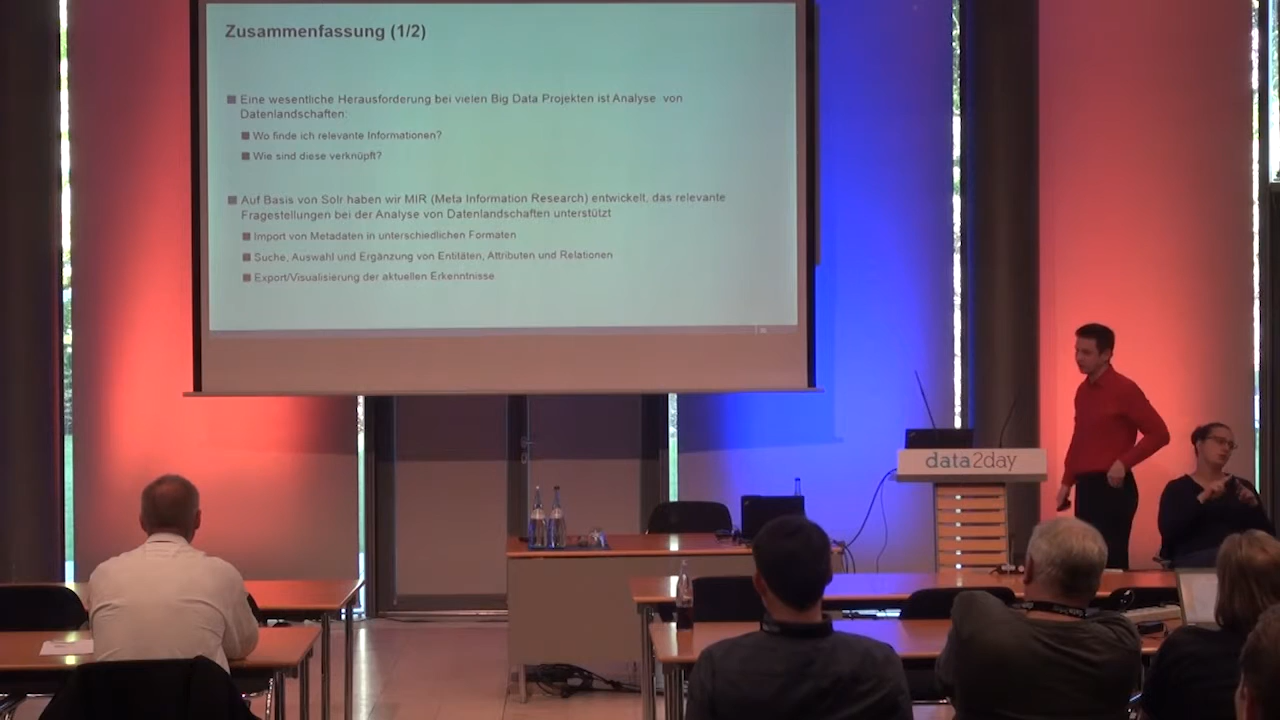 Zusammenfassung (1/2)
Eine wesentliche Herausforderung bei vielen Big Data Projekten ist Analyse von
Datenlandschaften:
Wo finde ich relevante Informationen?
Wie sind diese verknüpft?
Auf Basis von Solr haben wir MIR (Meta Information Research) entwickelt, das relevante
Fragestellungen bei der Analyse von Datenlandschaften unterstützt
Import von Metadaten in unterschiedlichen Formaten
Suche, Auswahl und Ergänzung von Entitäten, Attributen und Relationen
Export/Visualisierung der aktuellen Erkenntnisse
data2day